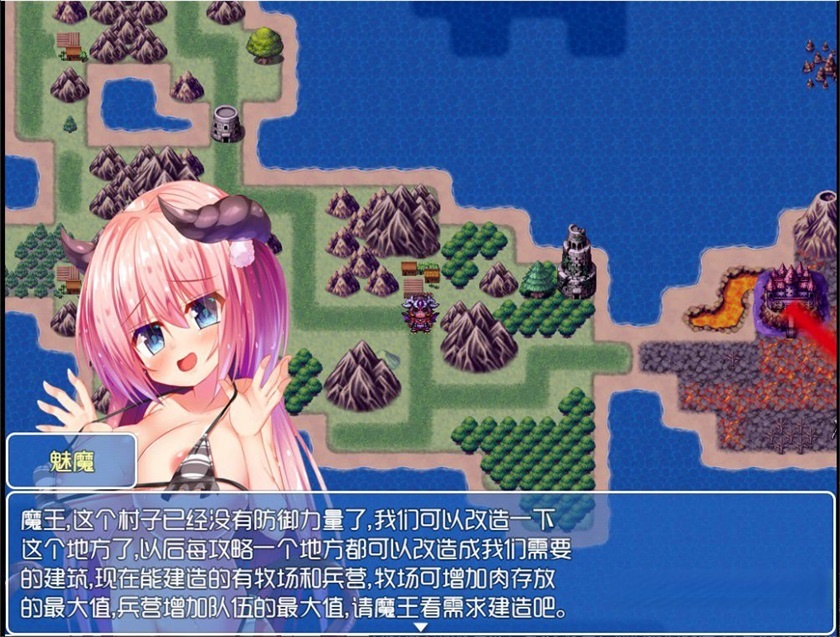 魅魔
魔王,这个村子已经没有防御力量了,我们可以改造一下
这个地方了,以后每攻略一个地方都可以改造成我们需要
的建筑,现在能建造的有牧场和兵营,牧场可增加肉存放
的最大值,兵营增加队伍的最大值,请魔王看需求建造吧。